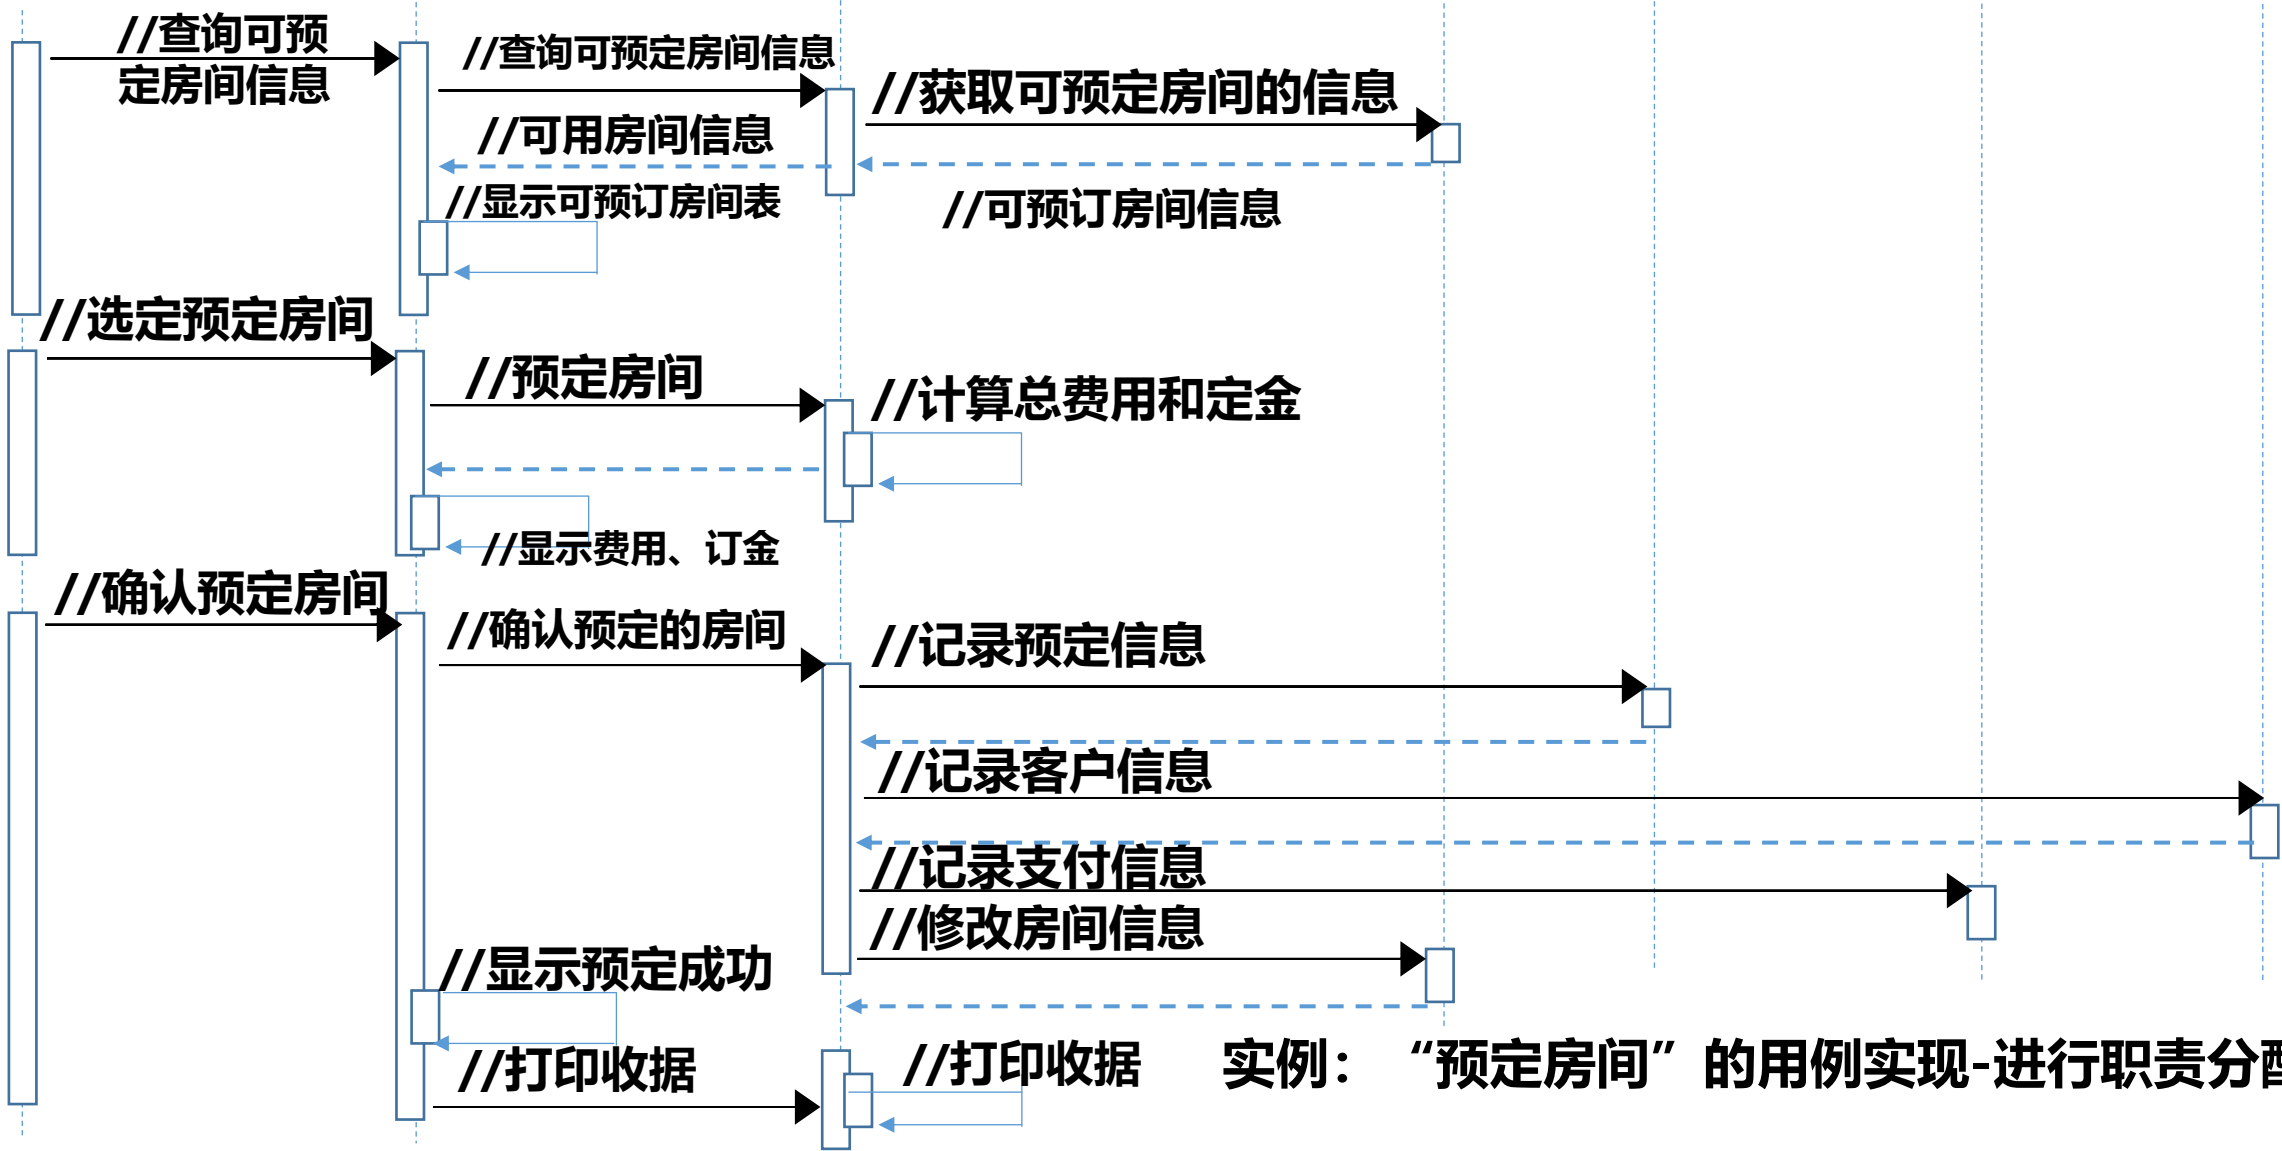 //查询可预
定房间信息
//查询可预定房间信息
//获取可预定房间的信息
//可用房间信息
//显示可预订房间表
//可预订房间信息
//选定预定房间
//预定房间
//计算总费用和定金
//显示费用、订金
//确认预定房间
//确认预定的房间
//记录预定信息
//记录客户信息
//记录支付信息
//修改房间信息
//显示预定成功
//打印收据
//打印收据
实例：“预定房间”的用例实现-进行职责分